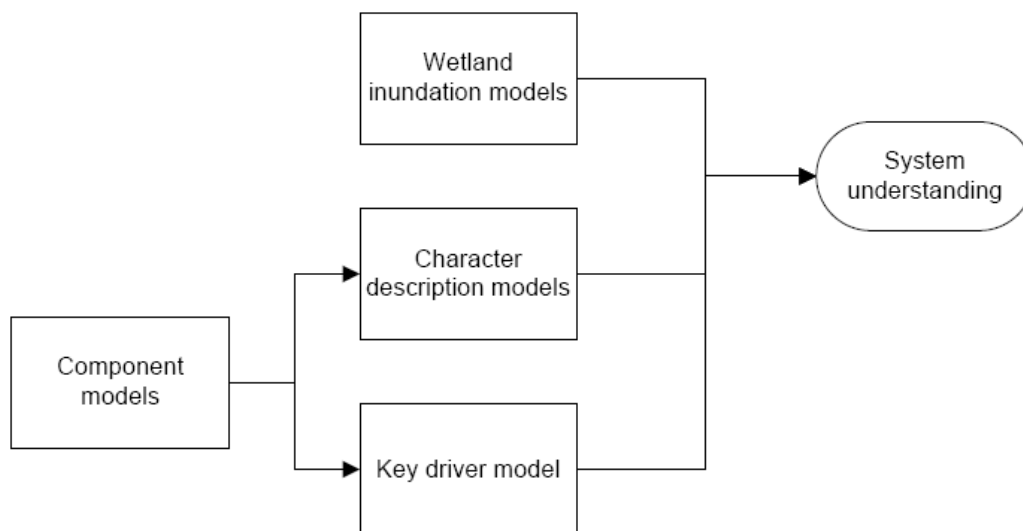 Wetland
inundation models
System
understanding
Character
description models
Component
models
Key driver model